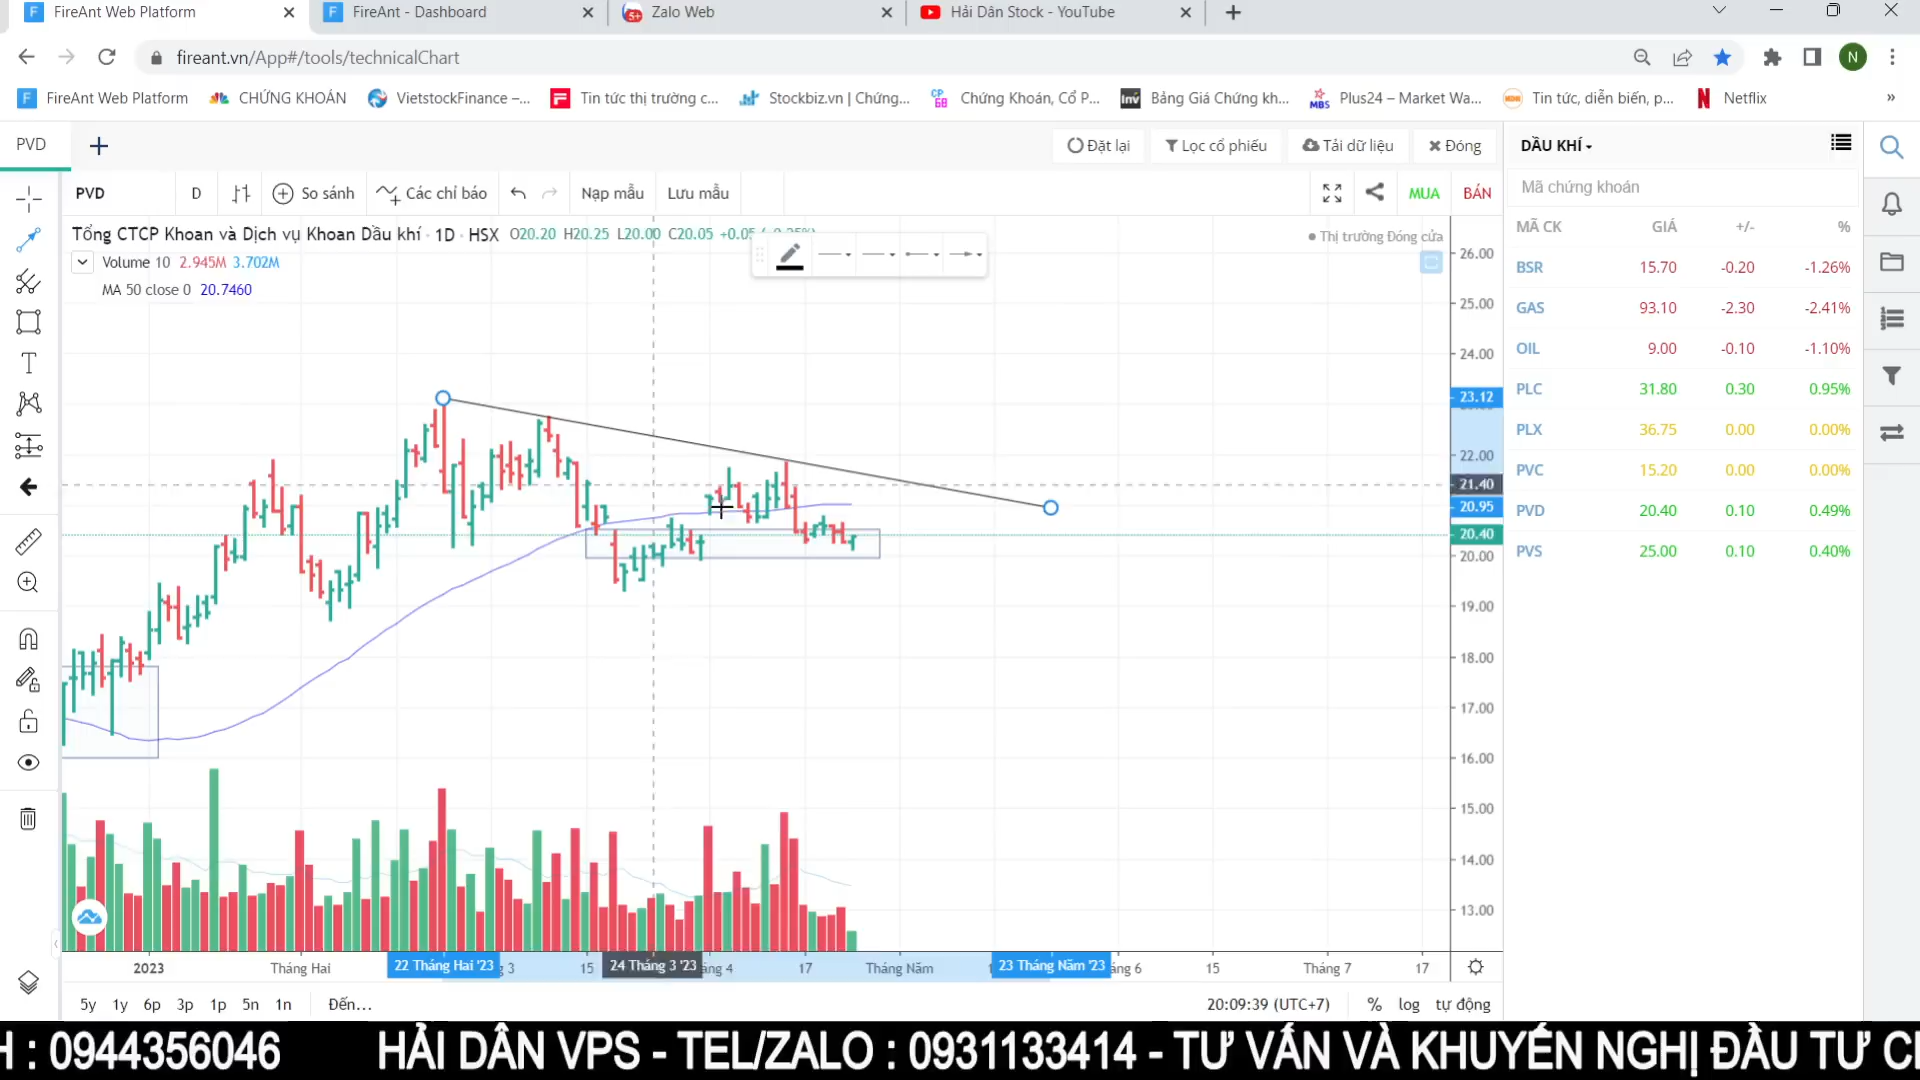 FireAnt Web Platform
FireAnt - Dashboard
Zalo Web
Hải Dân Stock - YouTube
fireant.vn/App#/tools/technicalChart
N
FireAnt Web Platform
CHỨNG KHOÁN
VietstockFinance –...
Tin tức thị trường c...
Stockbiz.vn | Chứng...
Chứng Khoán, Cổ P...
Bảng Giá Chứng kh...
Plus24 – Market Wa...
Tin tức, diễn biến, p...
Netflix
»
PVD
Đặt lại
Lọc cổ phiếu
Tải dữ liệu
Đóng
DẦU KHÍ
PVD
D
So sánh
Các chỉ báo
Nạp mẫu
Lưu mẫu
MUA
BÁN
Mã chứng khoán
Tổng CTCP Khoan và Dịch vụ Khoan Dầu khí · 1D · HSX O20.20 H20.25 L20.00 C20.05
Thị trường Đóng cửa
Volume 10 2.945M 3.702M
MA 50 close 0 20.7460
MÃ CK GIÁ +/- %
BSR 15.70 -0.20 -1.26%
GAS 93.10 -2.30 -2.41%
OIL 9.00 -0.10 -1.10%
PLC 31.80 0.30 0.95%
PLX 36.75 0.00 0.00%
PVC 15.20 0.00 0.00%
PVD 20.40 0.10 0.49%
PVS 25.00 0.10 0.40%
26.00
25.00
24.00
23.12
22.00
21.40
20.95
20.40
20.00
19.00
18.00
17.00
16.00
15.00
14.00
13.00
2023 Tháng Hai 22 Tháng Hai '23 3 15 24 Tháng 3 '23 ng 4 17 Tháng Năm 23 Tháng Năm '23 g 6 15 Tháng 7 17
5y 1y 6p 3p 1p 5n 1n Đến...
20:09:39 (UTC+7) % log tự động
H : 0944356046 HẢI DÂN VPS - TEL/ZALO : 0931133414 - TƯ VẤN VÀ KHUYẾN NGHỊ ĐẦU TƯ C